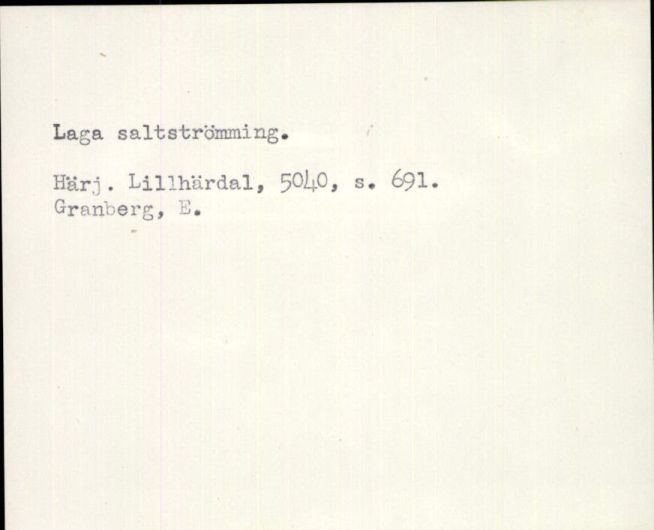 Laga saltströmming.
Härj. Lillhärdal, 5040, s. 691.
Granberg, E.